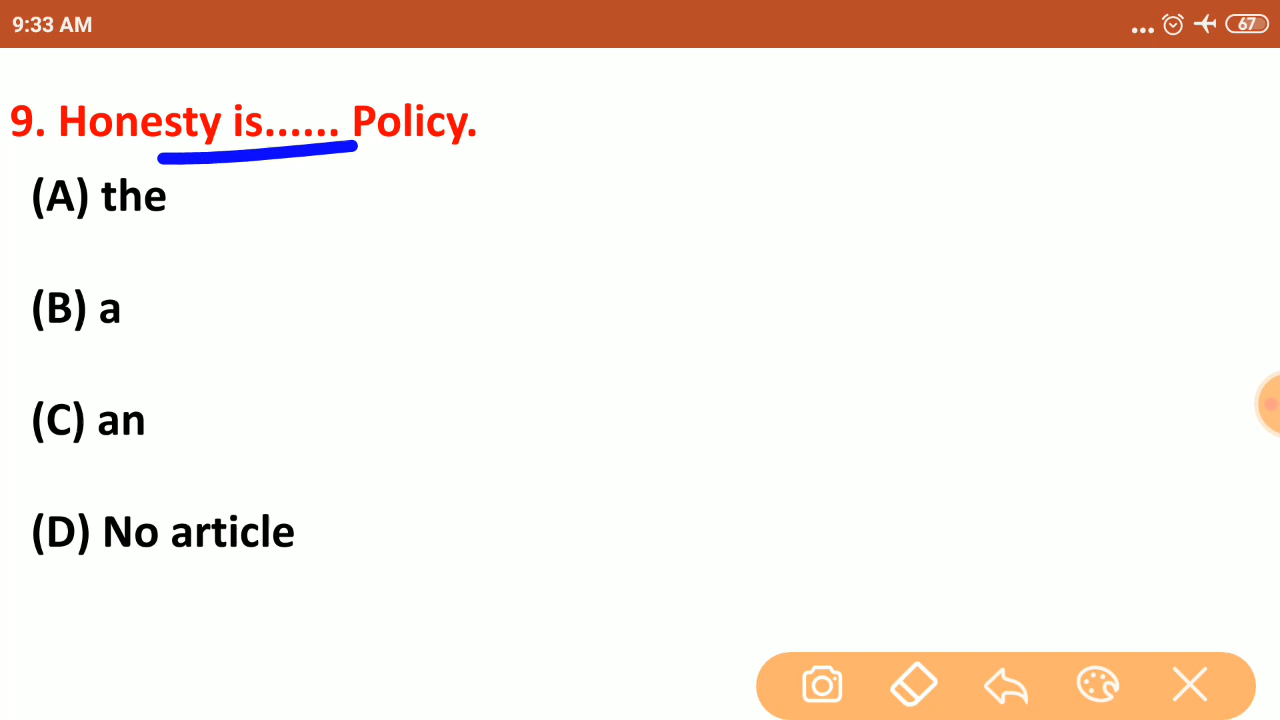 9:33 AM
67
9. Honesty is...... Policy.
(A) the
(B) a
(C) an
(D) No article